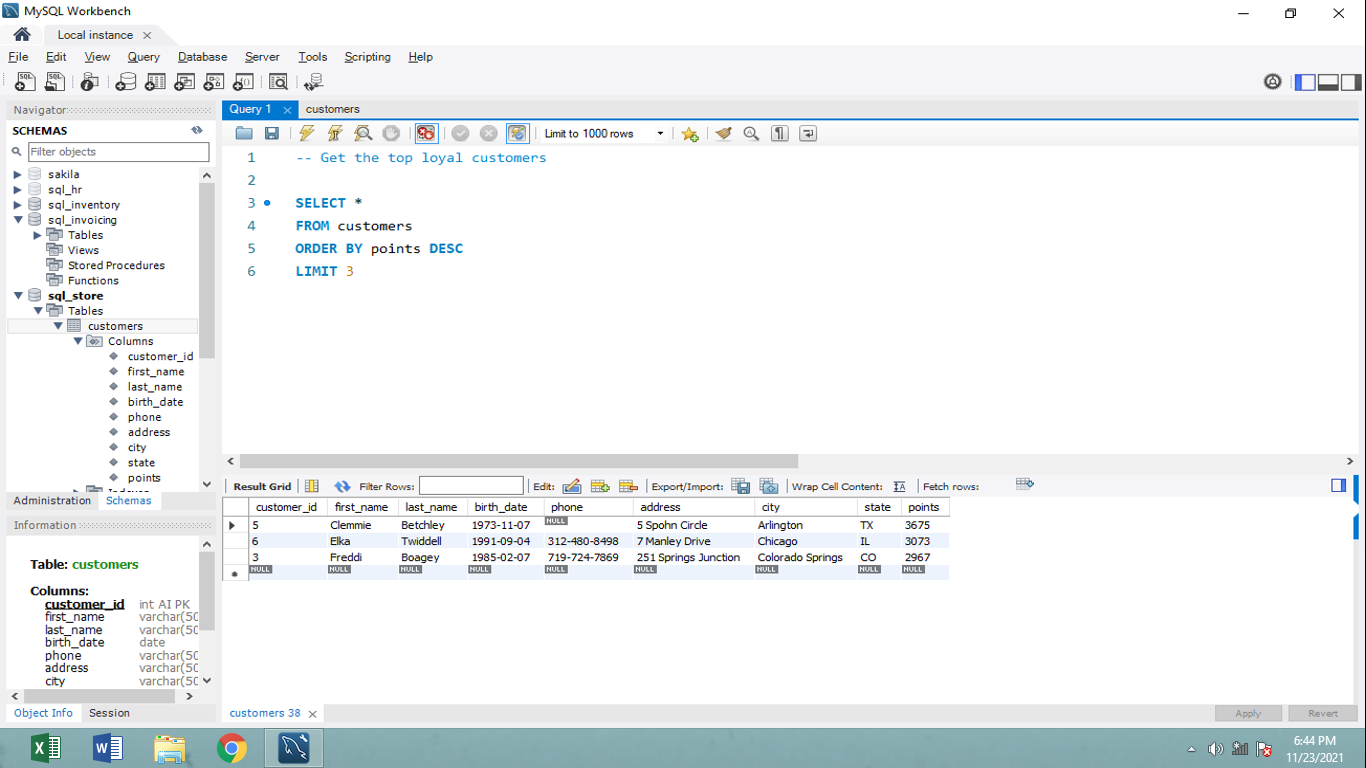 MySQL Workbench
Local instance
File Edit View Query Database Server Tools Scripting Help
Navigator
SCHEMAS
Filter objects
sakila
sql_hr
sql_inventory
sql_invoicing
Tables
Views
Stored Procedures
Functions
sql_store
Tables
customers
Columns
customer_id
first_name
last_name
birth_date
phone
address
city
state
points
Administration Schemas
Information
Table: customers
Columns:
customer_id int AI PK
first_name varchar(50
last_name varchar(50
birth_date date
phone varchar(50
address varchar(50
city varchar(50
Object Info Session
Query 1 customers
Limit to 1000 rows
1 -- Get the top loyal customers
2
3 SELECT *
4 FROM customers
5 ORDER BY points DESC
6 LIMIT 3
Result Grid Filter Rows: Edit: Export/Import: Wrap Cell Content: Fetch rows:
customer_id first_name last_name birth_date phone address city state points
5 Clemmie Betchley 1973-11-07 NULL 5 Spohn Circle Arlington TX 3675
6 Elka Twiddell 1991-09-04 312-480-8498 7 Manley Drive Chicago IL 3073
3 Freddi Boagey 1985-02-07 719-724-7869 251 Springs Junction Colorado Springs CO 2967
NULL NULL NULL NULL NULL NULL NULL NULL NULL
customers 38
Apply Revert
6:44 PM
11/23/2021